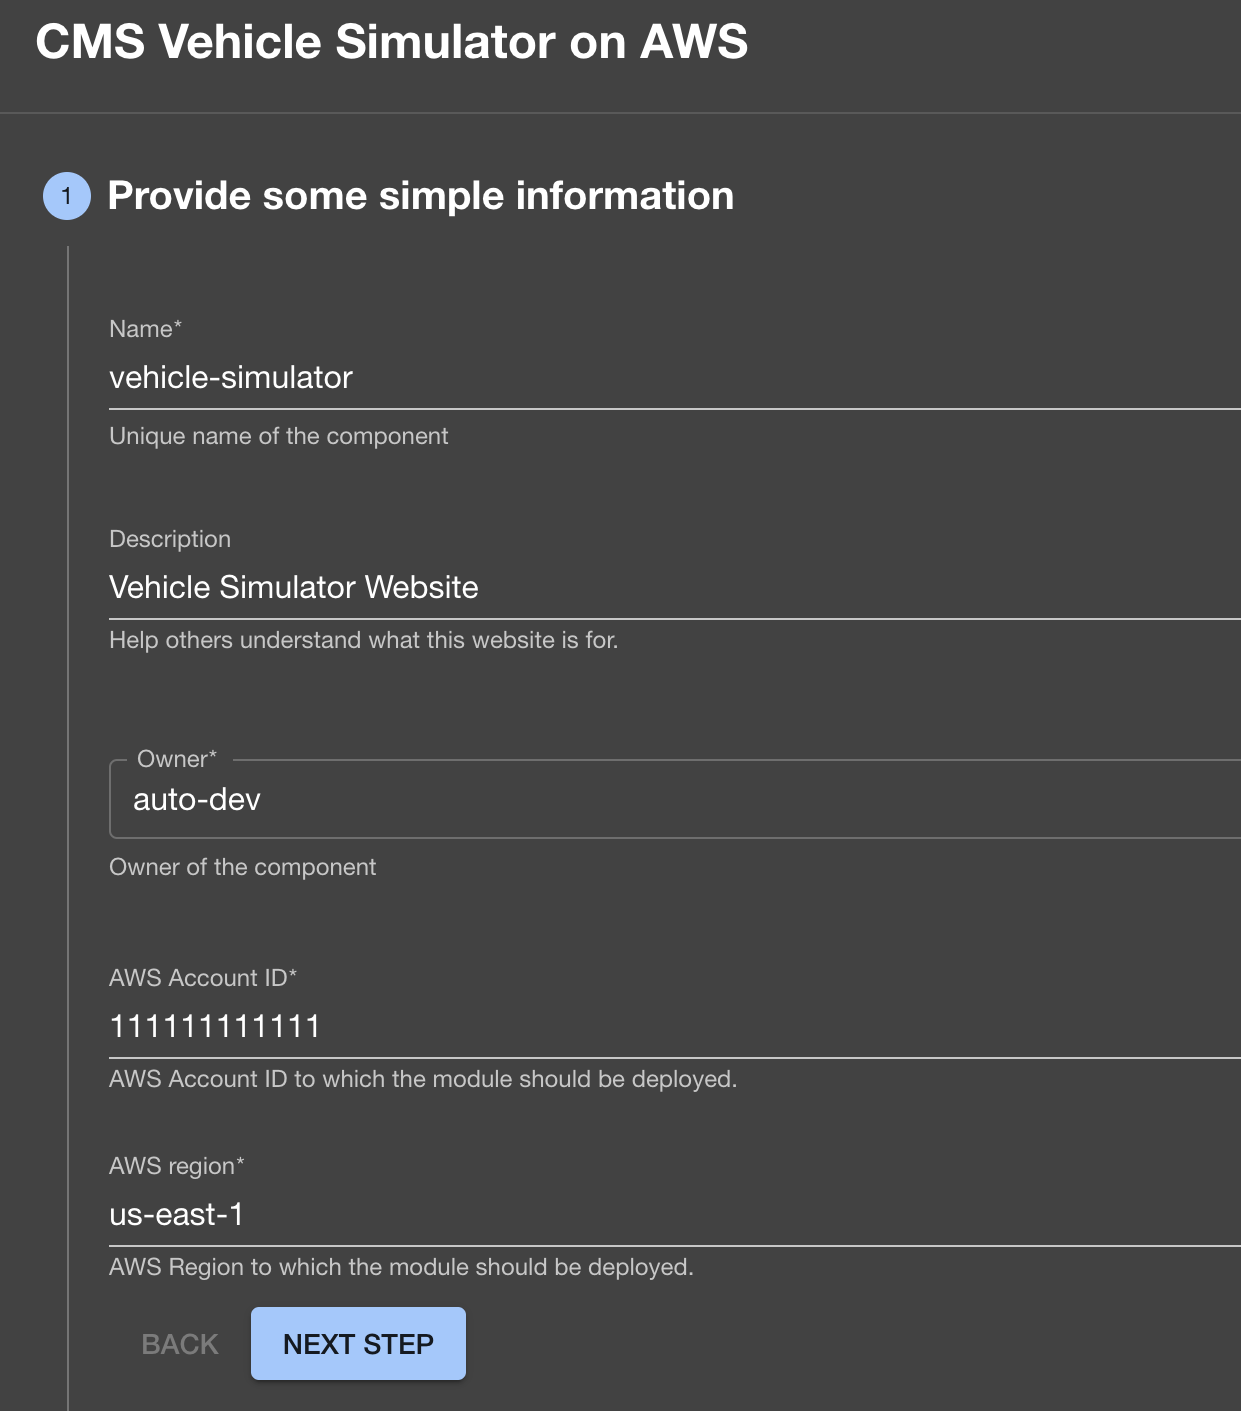 CMS Vehicle Simulator on AWS
1 Provide some simple information
Name*
vehicle-simulator
Unique name of the component
Description
Vehicle Simulator Website
Help others understand what this website is for.
Owner*
auto-dev
Owner of the component
AWS Account ID*
111111111111
AWS Account ID to which the module should be deployed.
AWS region*
us-east-1
AWS Region to which the module should be deployed.
BACK NEXT STEP